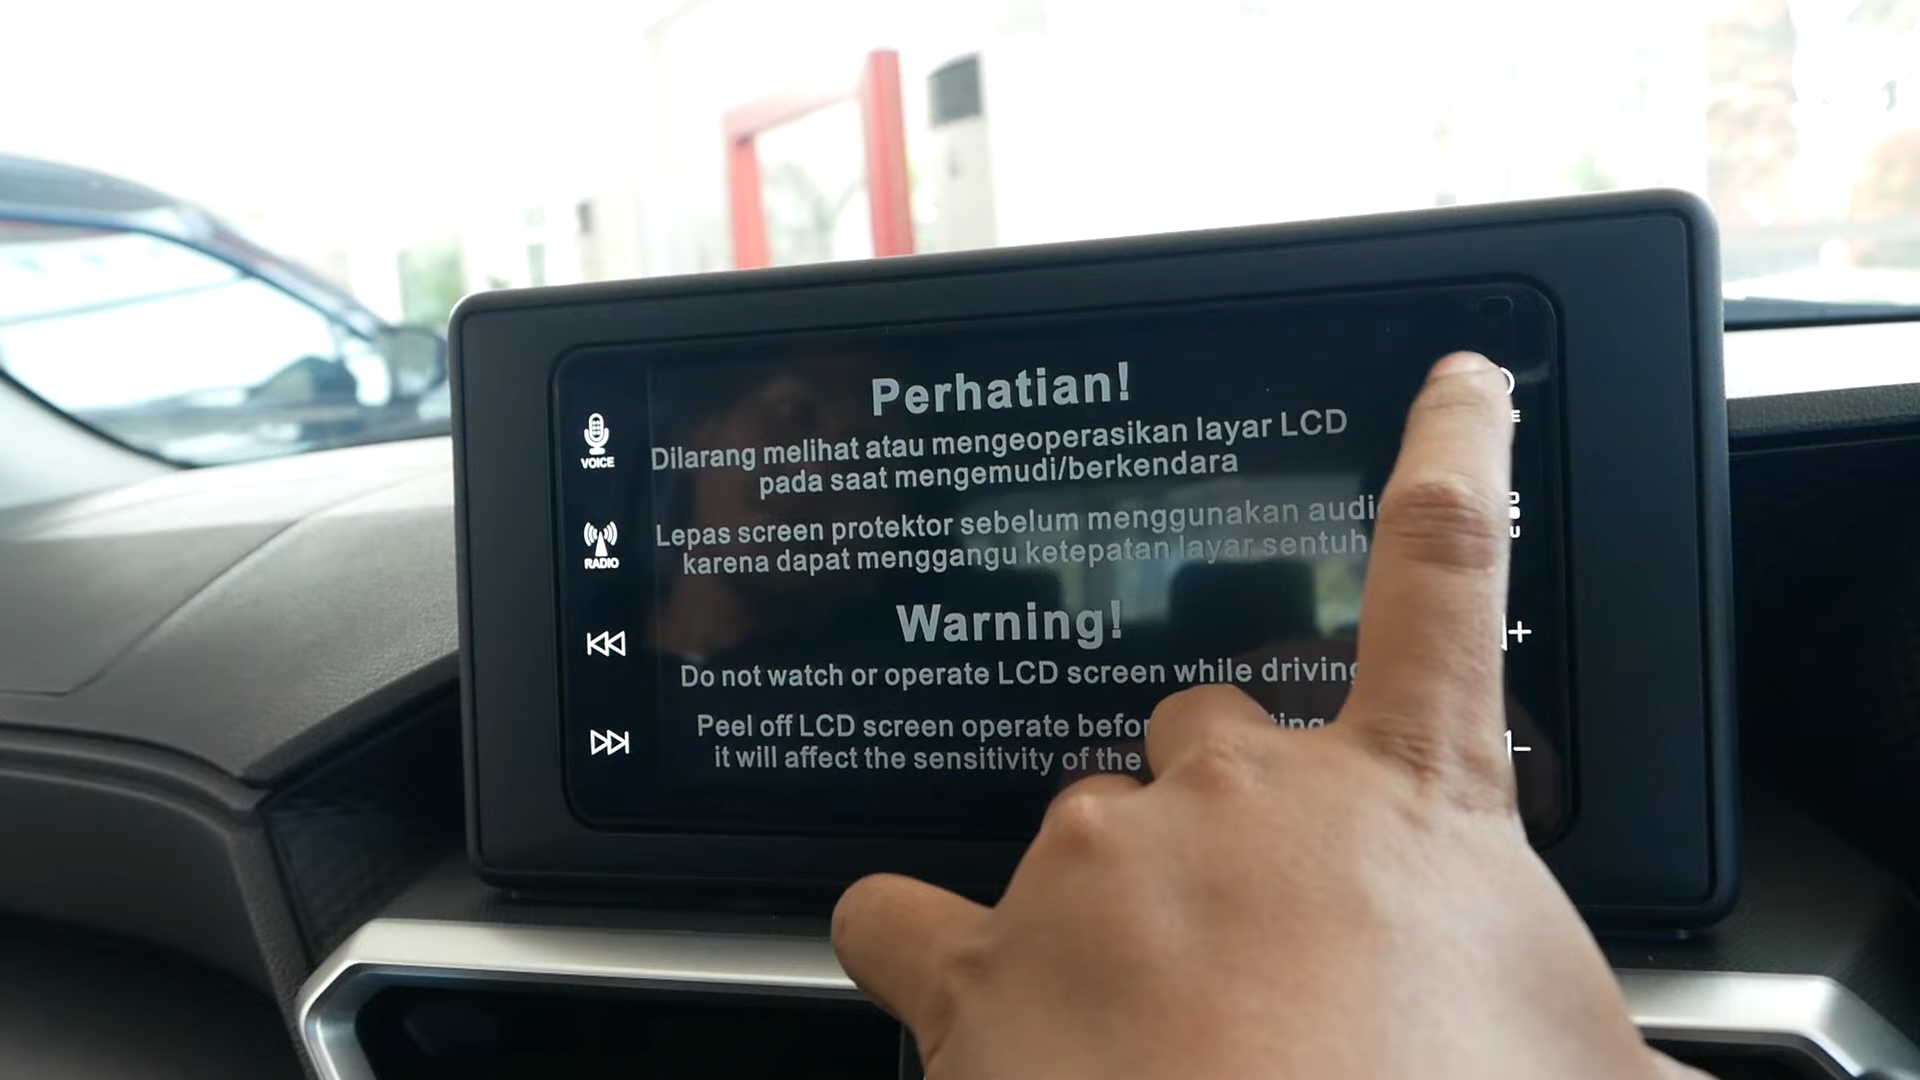 Perhatian!
Dilarang melihat atau mengeoperasikan layar LCD
pada saat mengemudi/berkendara
Lepas screen protektor sebelum menggunakan
karena dapat menggangu ketepatan layar sentuh
Warning!
Do not watch or operate LCD screen while driving
Peel off LCD screen operate
it will affect the sensitivity of the
VOICE
RADIO